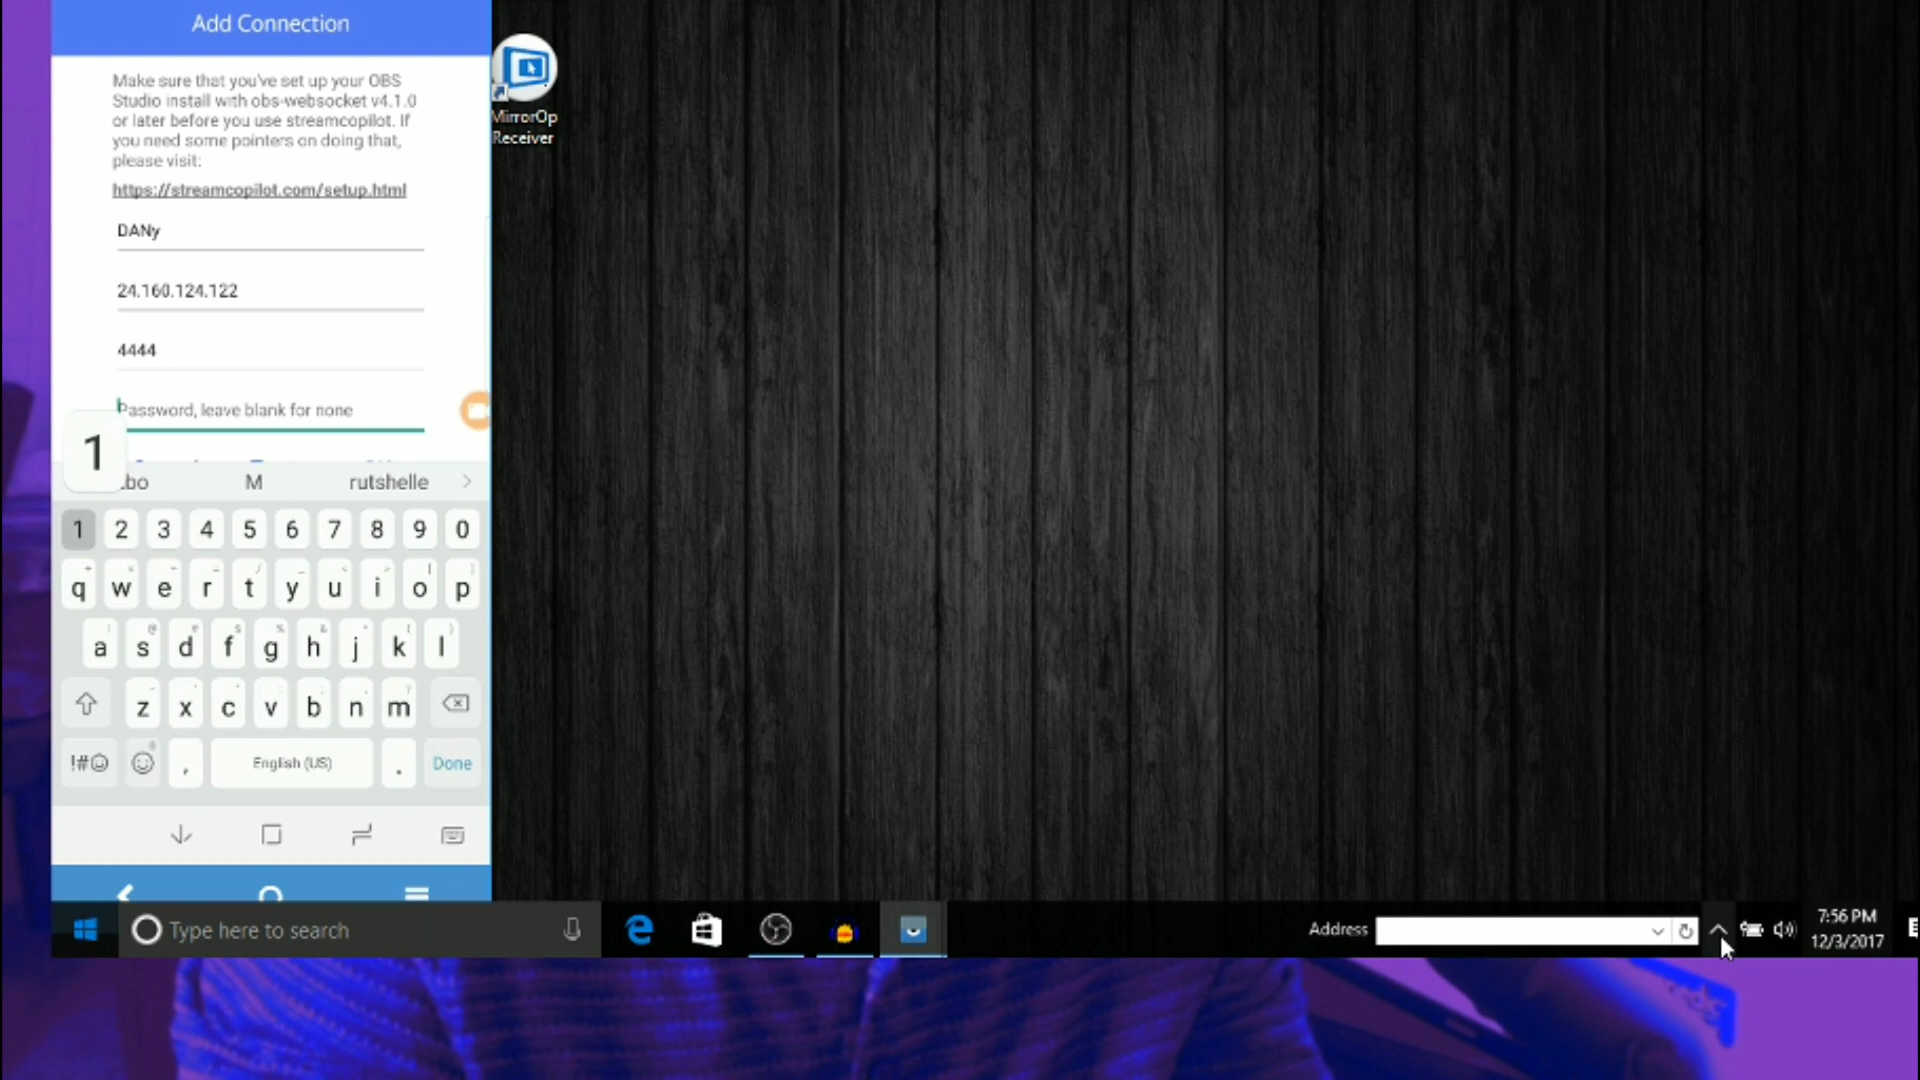 Add Connection
Make sure that you've set up your OBS
Studio install with obs-websocket v4.1.0
or later before you use streamcopilot. If
you need some pointers on doing that,
please visit:
https://streamcopilot.com/setup.html
DANy
24.160.124.122
4444
Password, leave blank for none
1
.bo M rutshelle
1 2 3 4 5 6 7 8 9 0
q w e r t y u i o p
a s d f g h j k l
z x c v b n m
!#☺ , English (US) . Done
MirrorOp
Receiver
Type here to search
Address
7:56 PM
12/3/2017